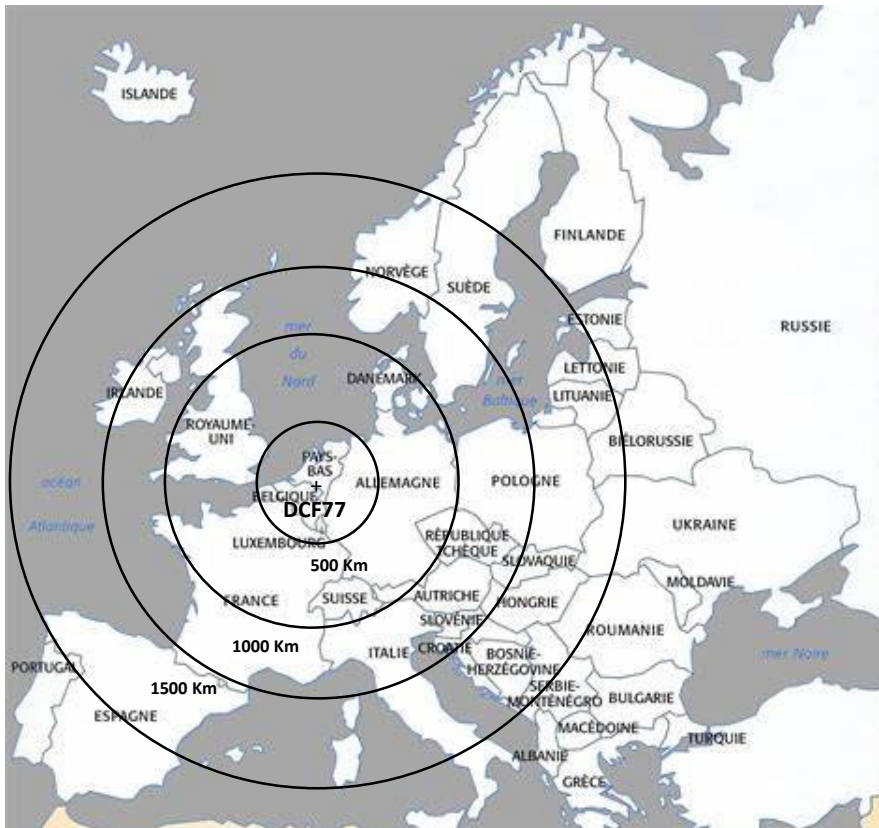 ISLANDE
FINLANDE
NORVÈGE
SUÈDE
ESTONIE
RUSSIE
mer
du
Nord
LETTONIE
DANEMARK
mer
Baltique
LITUANIE
IRLANDE
ROYAUME-
UNI
BIÉLORUSSIE
PAYS-
BAS
océan
Atlantique
ALLEMAGNE
POLOGNE
BELGIQUE
DCF77
UKRAINE
LUXEMBOURG
RÉPUBLIQUE
TCHÈQUE
SLOVAQUIE
500 Km
MOLDAVIE
FRANCE
SUISSE
AUTRICHE
HONGRIE
SLOVÉNIE
ROUMANIE
1000 Km
ITALIE
CROATIE
BOSNIE-
HERZÉGOVINE
mer Noire
PORTUGAL
1500 Km
SERBIE-
MONTÉNÉGRO
BULGARIE
ESPAGNE
MACÉDOINE
TURQUIE
ALBANIE
GRÈCE